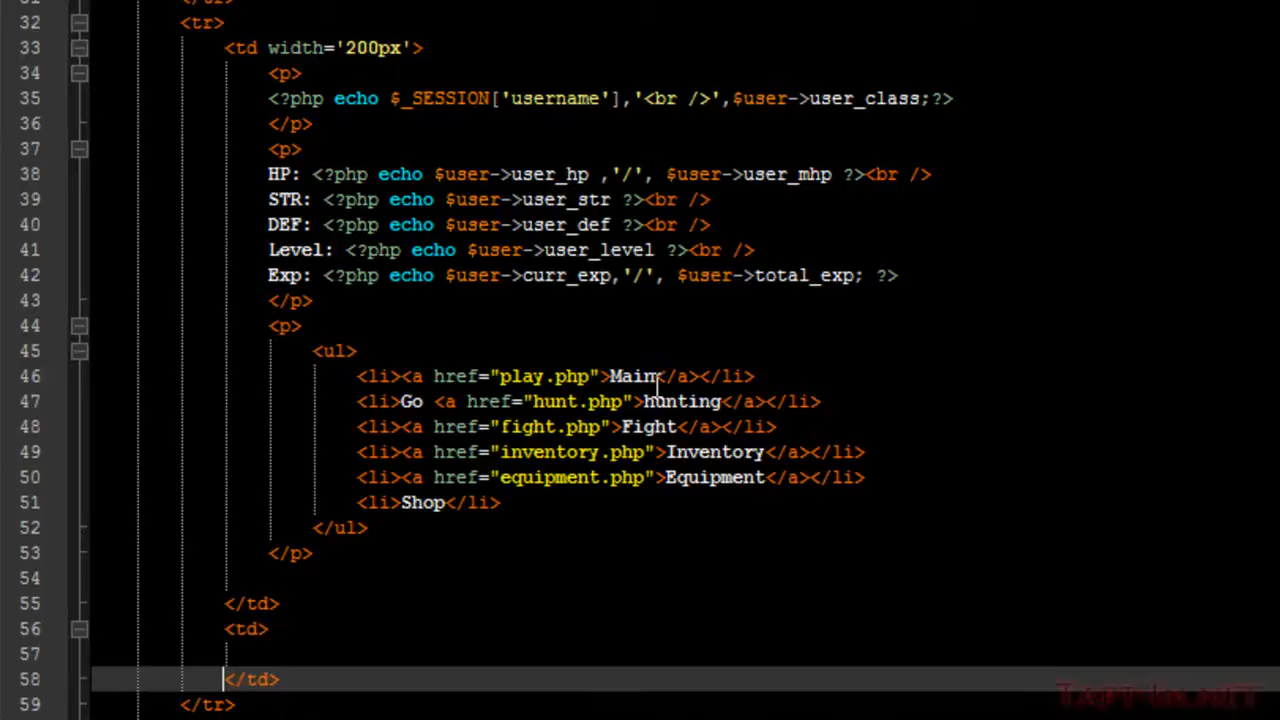 31 </tr>
32 <tr>
33 <td width='200px'>
34 <p>
35 <?php echo $_SESSION['username'],'<br />',$user->user_class;?>
36 </p>
37 <p>
38 HP: <?php echo $user->user_hp ,'/', $user->user_mhp ?><br />
39 STR: <?php echo $user->user_str ?><br />
40 DEF: <?php echo $user->user_def ?><br />
41 Level: <?php echo $user->user_level ?><br />
42 Exp: <?php echo $user->curr_exp,'/', $user->total_exp; ?>
43 </p>
44 <p>
45 <ul>
46 <li><a href="play.php">Main</a></li>
47 <li>Go <a href="hunt.php">hunting</a></li>
48 <li><a href="fight.php">Fight</a></li>
49 <li><a href="inventory.php">Inventory</a></li>
50 <li><a href="equipment.php">Equipment</a></li>
51 <li>Shop</li>
52 </ul>
53 </p>
54
55 </td>
56 <td>
57
58 </td>
59 </tr>